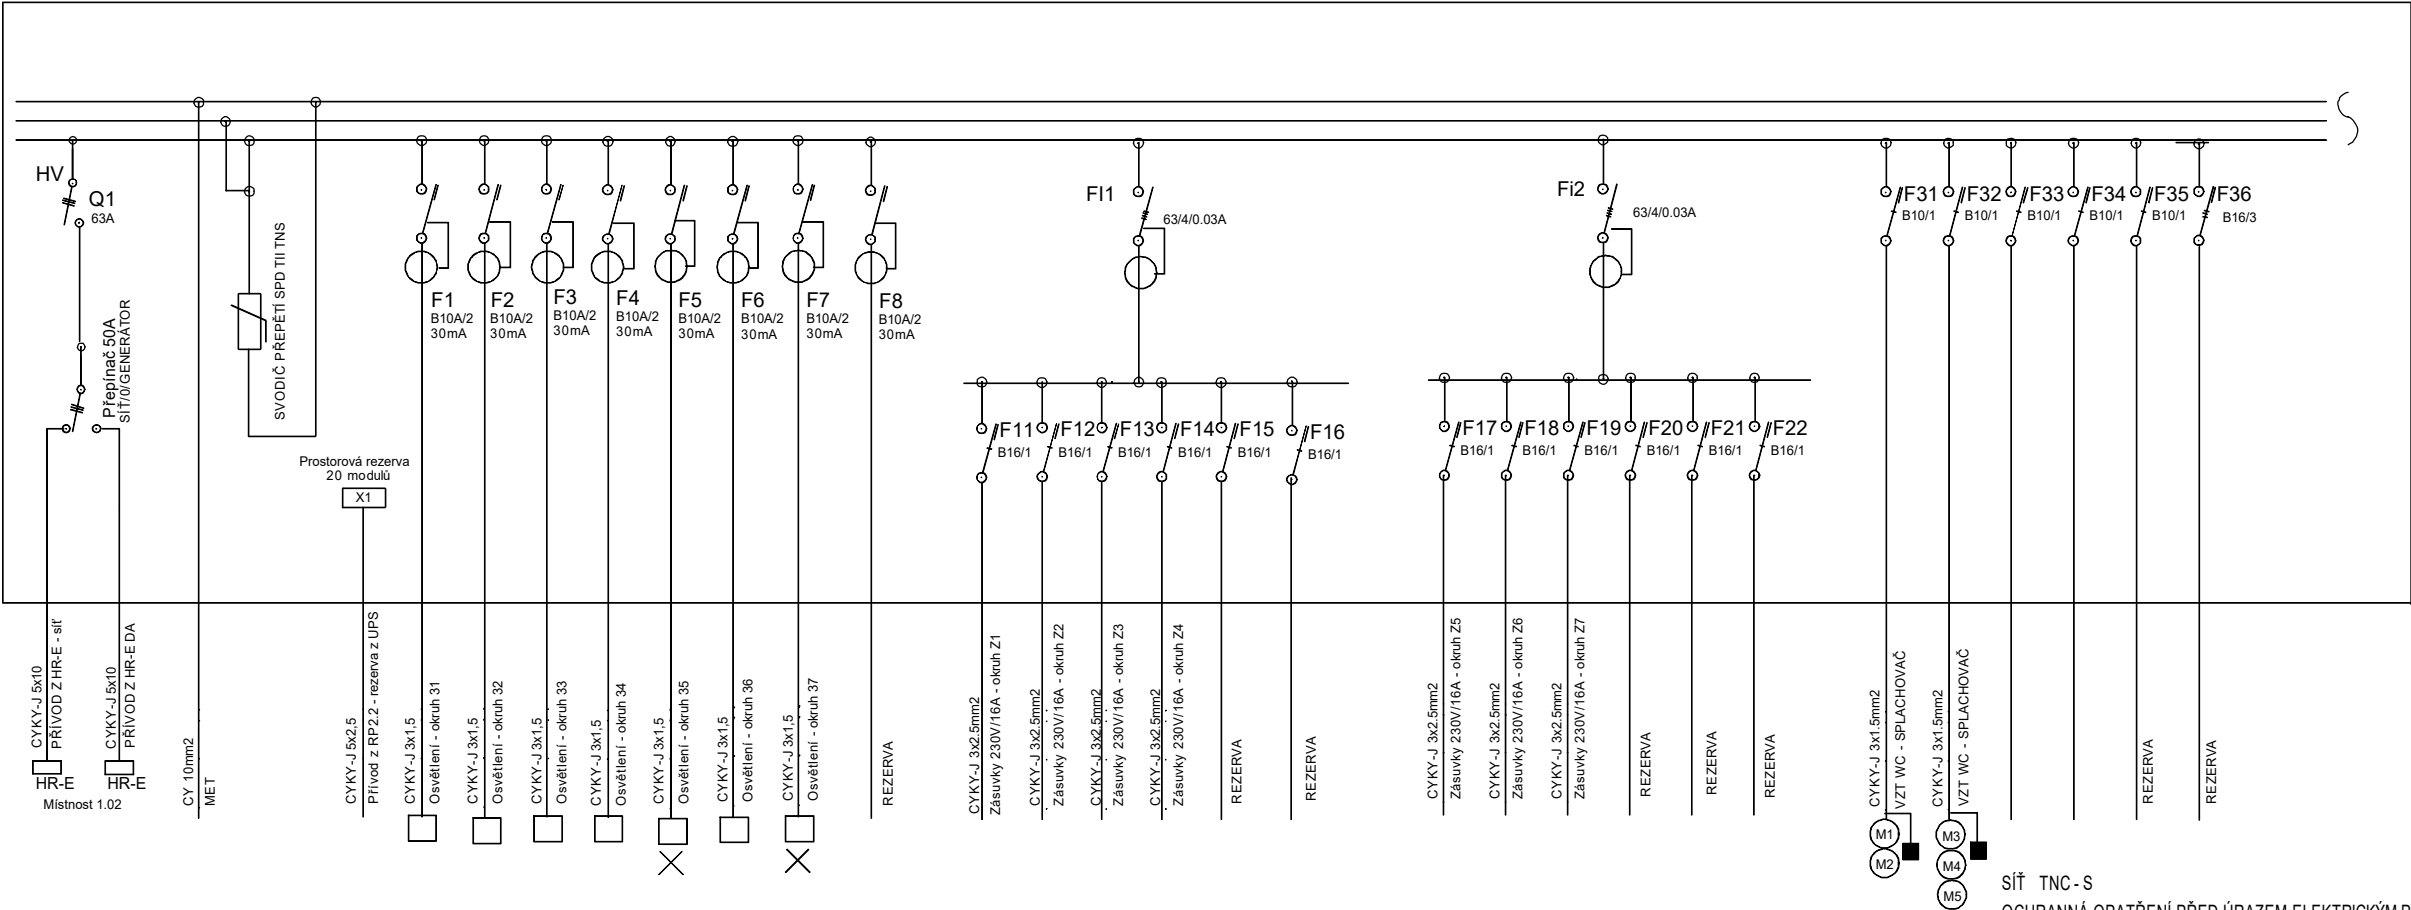 HV
Q1
63A
Přepínač 50A
SÍŤ/0/GENERÁTOR
SVODIČ PŘEPĚTÍ SPD TII TNS
Prostorová rezerva
20 modulů
X1
F1
B10A/2
30mA
F2
B10A/2
30mA
F3
B10A/2
30mA
F4
B10A/2
30mA
F5
B10A/2
30mA
F6
B10A/2
30mA
F7
B10A/2
30mA
F8
B10A/2
30mA
FI1
63/4/0.03A
Fi2
63/4/0.03A
F11
B16/1
F12
B16/1
F13
B16/1
F14
B16/1
F15
B16/1
F16
B16/1
F17
B16/1
F18
B16/1
F19
B16/1
F20
B16/1
F21
B16/1
F22
B16/1
F31
B10/1
F32
B10/1
F33
B10/1
F34
B10/1
F35
B10/1
F36
B16/3
CYKY-J 5x10
PŘÍVOD Z HR-E - síť
HR-E
CYKY-J 5x10
PŘÍVOD Z HR-E DA
HR-E
Místnost 1.02
CY 10mm2
MET
CYKY-J 5x2,5
Přívod z RP2.2 - rezerva z UPS
CYKY-J 3x1,5
Osvětlení - okruh 31
CYKY-J 3x1,5
Osvětlení - okruh 32
CYKY-J 3x1,5
Osvětlení - okruh 33
CYKY-J 3x1,5
Osvětlení - okruh 34
CYKY-J 3x1,5
Osvětlení - okruh 35
CYKY-J 3x1,5
Osvětlení - okruh 36
CYKY-J 3x1,5
Osvětlení - okruh 37
REZERVA
CYKY-J 3x2.5mm2
Zásuvky 230V/16A - okruh Z1
CYKY-J 3x2.5mm2
Zásuvky 230V/16A - okruh Z2
CYKY-J 3x2.5mm2
Zásuvky 230V/16A - okruh Z3
CYKY-J 3x2.5mm2
Zásuvky 230V/16A - okruh Z4
REZERVA
REZERVA
CYKY-J 3x2.5mm2
Zásuvky 230V/16A - okruh Z5
CYKY-J 3x2.5mm2
Zásuvky 230V/16A - okruh Z6
CYKY-J 3x2.5mm2
Zásuvky 230V/16A - okruh Z7
REZERVA
REZERVA
REZERVA
CYKY-J 3x1.5mm2
VZT WC - SPLACHOVAČ
M1
M2
CYKY-J 3x1.5mm2
VZT WC - SPLACHOVAČ
M3
M4
M5
REZERVA
REZERVA
SÍŤ TNC-S
OCHRANNÁ OPATŘENÍ PŘED ÚRAZEM ELEKTRICKÝM